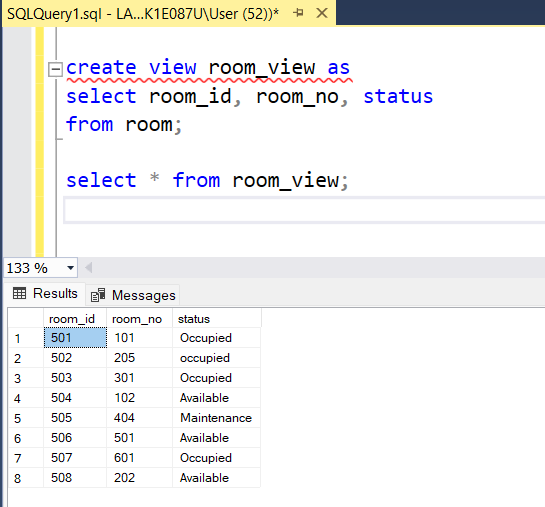 SQLQuery1.sql - LA...K1E087U\User (52))*
create view room_view as
select room_id, room_no, status
from room;
select * from room_view;
133 %
Results Messages
room_id room_no status
1 501 101 Occupied
2 502 205 occupied
3 503 301 Occupied
4 504 102 Available
5 505 404 Maintenance
6 506 501 Available
7 507 601 Occupied
8 508 202 Available